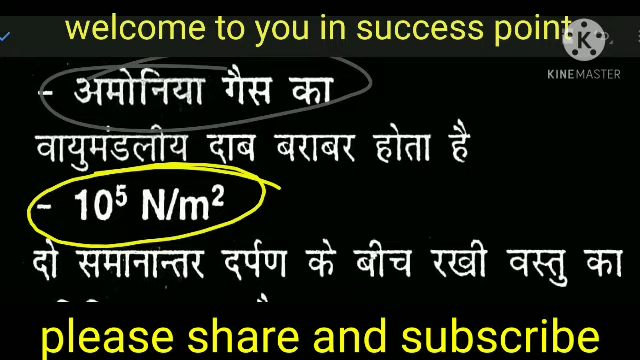 welcome to you in success point
KINEMASTER
- अमोनिया गैस का
वायुमंडलीय दाब बराबर होता है
- 10⁵ N/m²
दो समानान्तर दर्पण के बीच रखी वस्तु का
please share and subscribe